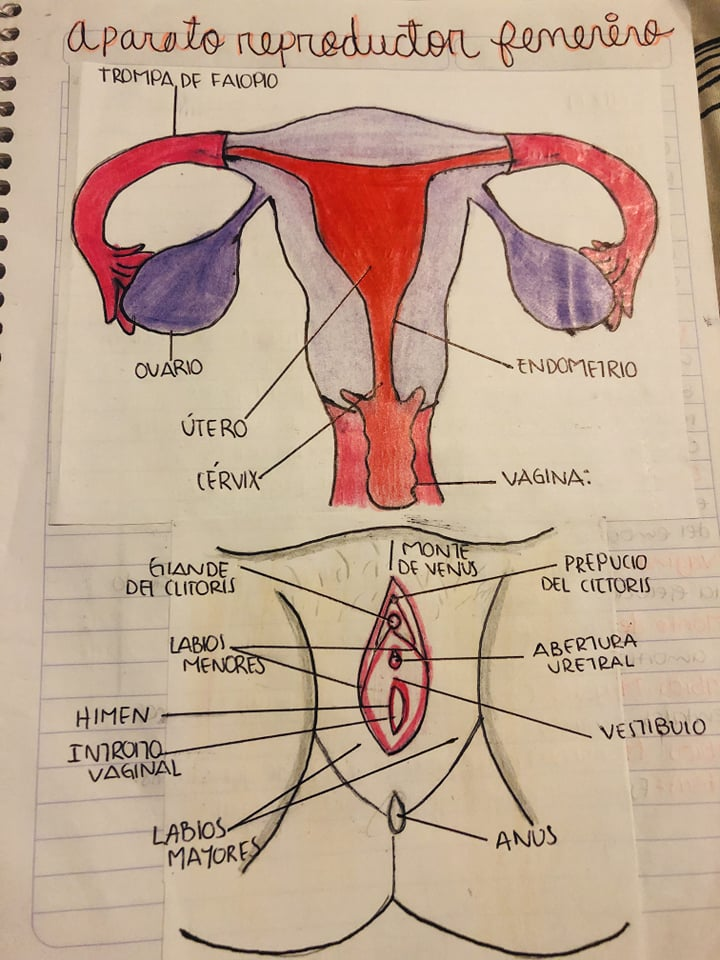 aparato reproductor femenino
TROMPA DE FALOPIO
OVARIO
ENDOMETRIO
ÚTERO
CÉRVIX
VAGINA:
MONTE
DE VENUS
GLANDE
DEL CLITORIS
PREPUCIO
DEL CLITORIS
LABIOS
MENORES
ABERTURA
URETRAL
HIMEN
VESTIBULO
INTROITO
VAGINAL
LABIOS
MAYORES
ANUS